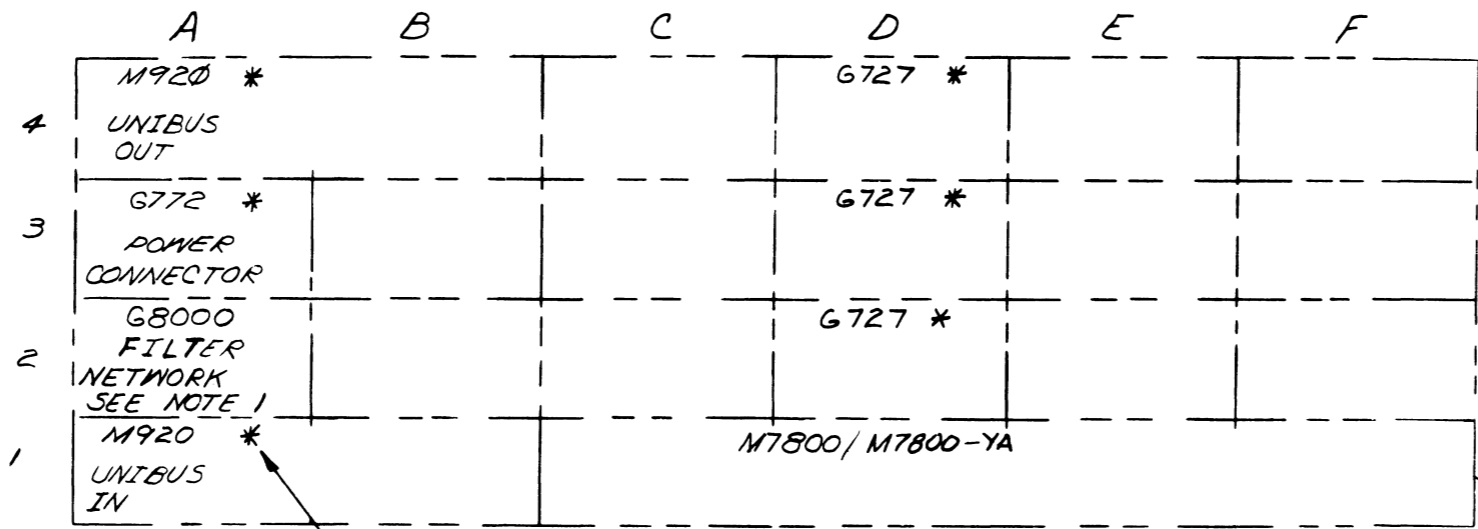 A B C D E F
4
M920 *
UNIBUS
OUT
G727 *
3
G772 *
POWER
CONNECTOR
G727 *
2
G8000
FILTER
NETWORK
SEE NOTE 1
G727 *
1
M920 *
UNIBUS
IN
M7800/M7800-YA